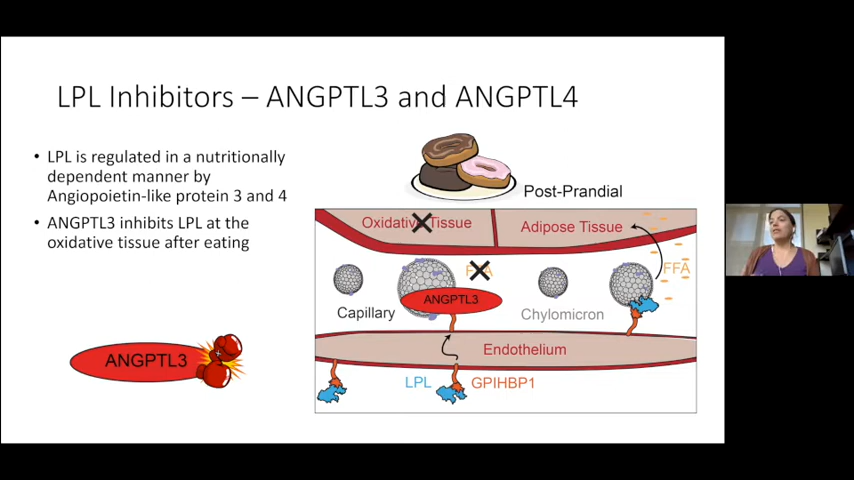 LPL Inhibitors – ANGPTL3 and ANGPTL4
• LPL is regulated in a nutritionally
dependent manner by
Angiopoietin-like protein 3 and 4
• ANGPTL3 inhibits LPL at the
oxidative tissue after eating
ANGPTL3
Post-Prandial
Oxidative Tissue
Adipose Tissue
FFA
FFA
ANGPTL3
Capillary
Chylomicron
Endothelium
LPL
GPIHBP1